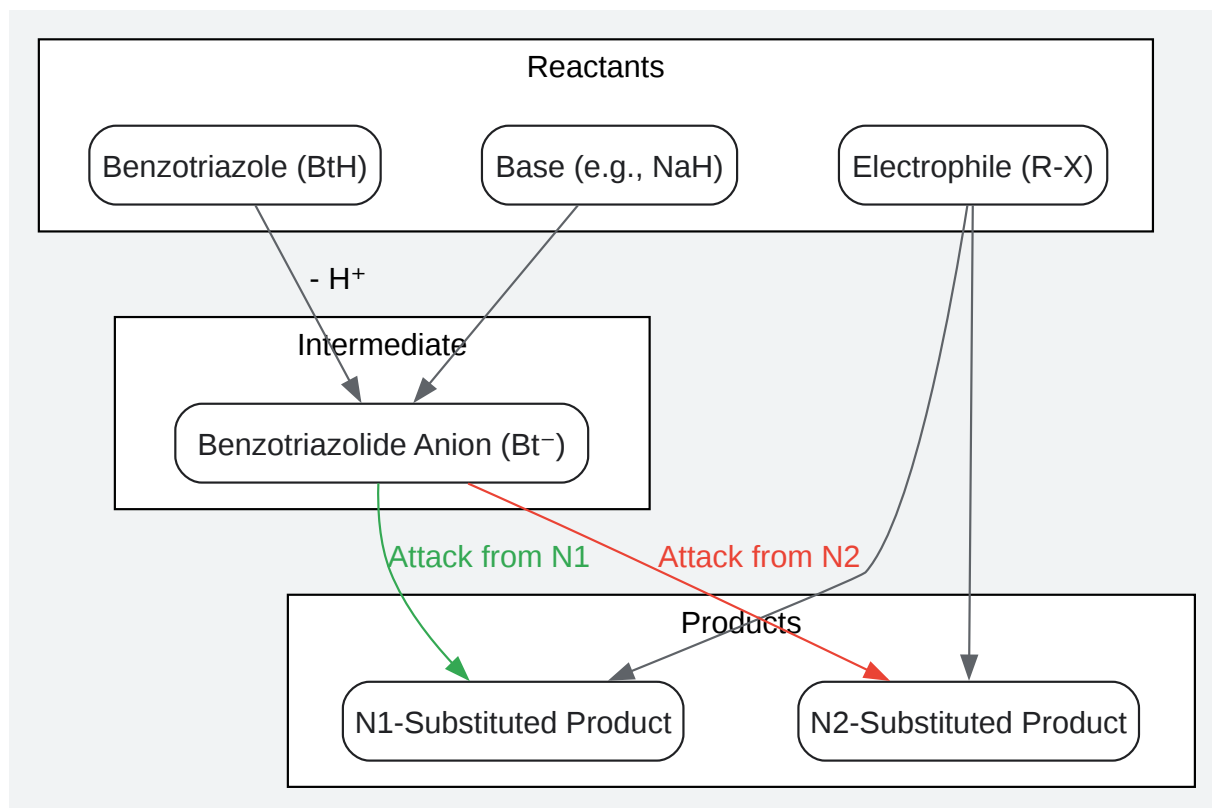 Reactants
Benzotriazole (BtH)
Base (e.g., NaH)
Electrophile (R-X)
- H⁺
Intermediate
Benzotriazolide Anion (Bt⁻)
Attack from N1
Attack from N2
Products
N1-Substituted Product
N2-Substituted Product